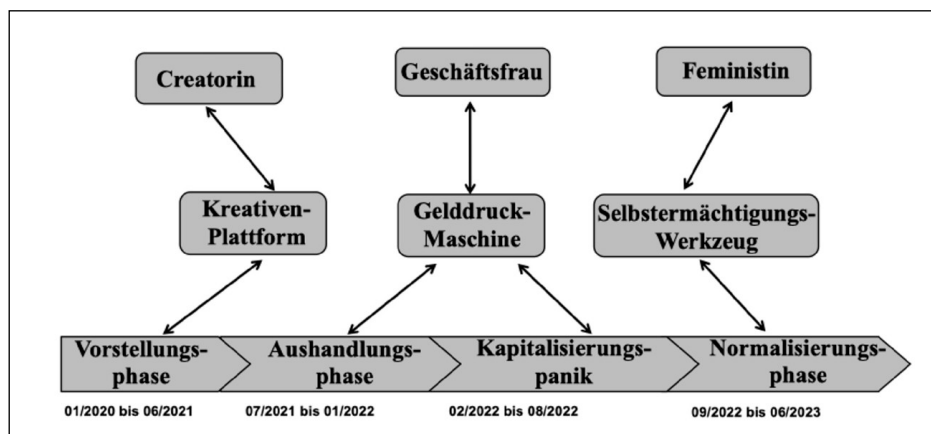 Creatorin
Geschäftsfrau
Feministin
Kreativen-
Plattform
Gelddruck-
Maschine
Selbstermächtigungs-
Werkzeug
Vorstellungs-
phase
Aushandlungs-
phase
Kapitalisierungs-
panik
Normalisierungs-
phase
01/2020 bis 06/2021
07/2021 bis 01/2022
02/2022 bis 08/2022
09/2022 bis 06/2023